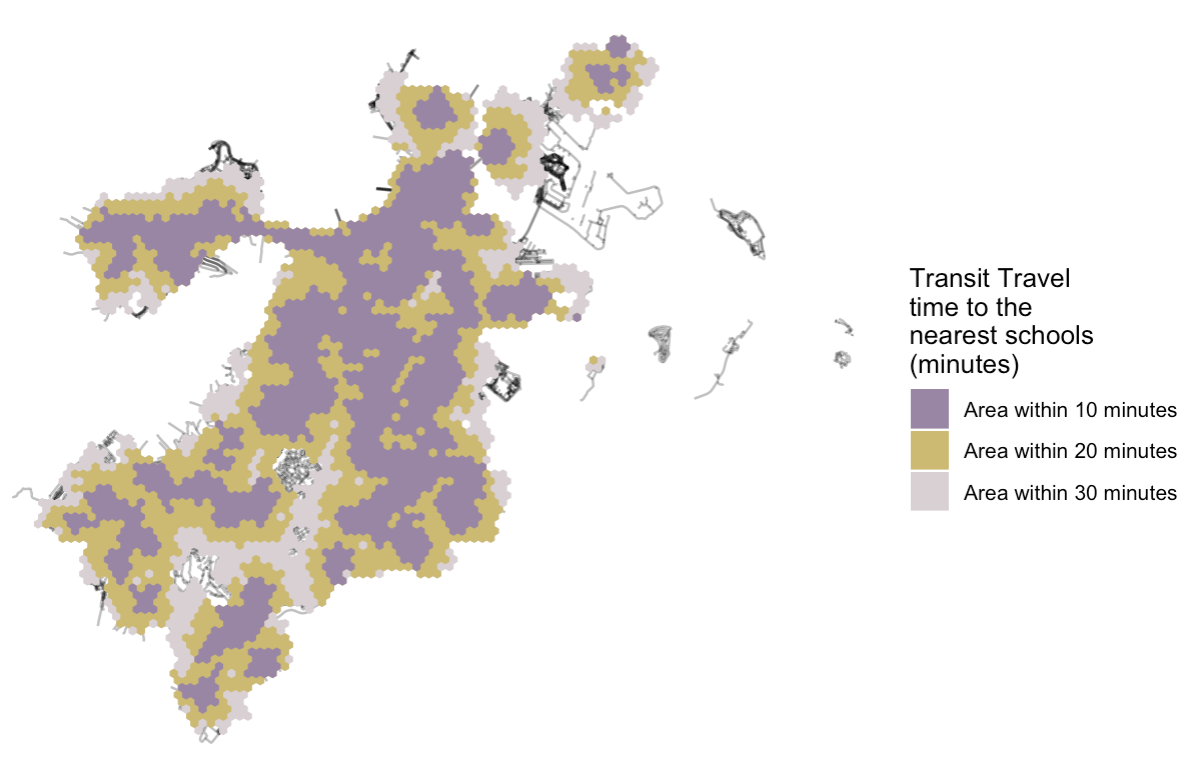 Transit Travel
time to the
nearest schools
(minutes)
Area within 10 minutes
Area within 20 minutes
Area within 30 minutes